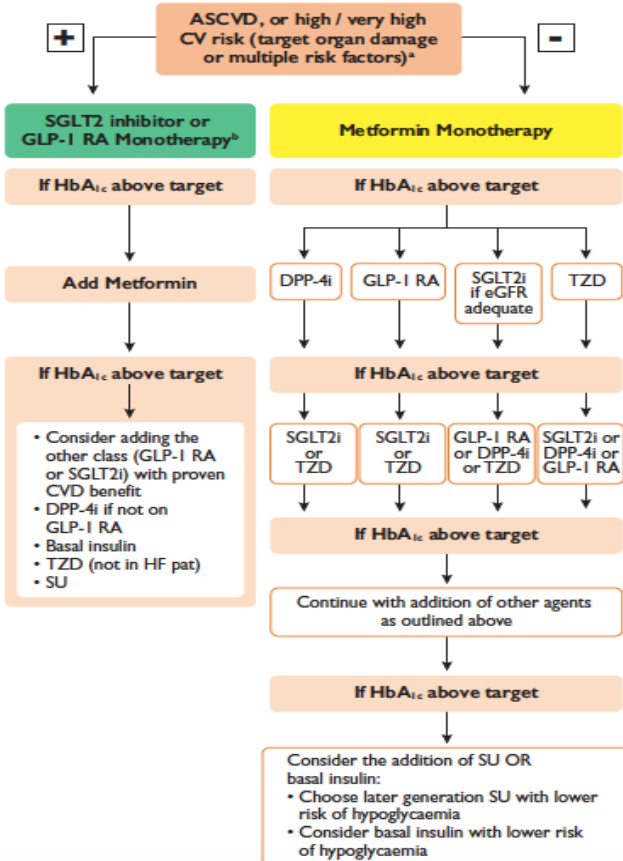 ASCVD, or high / very high
CV risk (target organ damage
or multiple risk factors)ᵃ
+
-
SGLT2 inhibitor or
GLP-1 RA Monotherapyᵇ
If HbA₁c above target
Add Metformin
If HbA₁c above target
• Consider adding the
other class (GLP-1 RA
or SGLT2i) with proven
CVD benefit
• DPP-4i if not on
GLP-1 RA
• Basal insulin
• TZD (not in HF pat)
• SU
Metformin Monotherapy
If HbA₁c above target
DPP-4i
GLP-1 RA
SGLT2i
if eGFR
adequate
TZD
If HbA₁c above target
SGLT2i
or
TZD
SGLT2i
or
TZD
GLP-1 RA
or DPP-4i
or TZD
SGLT2i or
DPP-4i or
GLP-1 RA
If HbA₁c above target
Continue with addition of other agents
as outlined above
If HbA₁c above target
Consider the addition of SU OR
basal insulin:
• Choose later generation SU with lower
risk of hypoglycaemia
• Consider basal insulin with lower risk
of hypoglycaemia